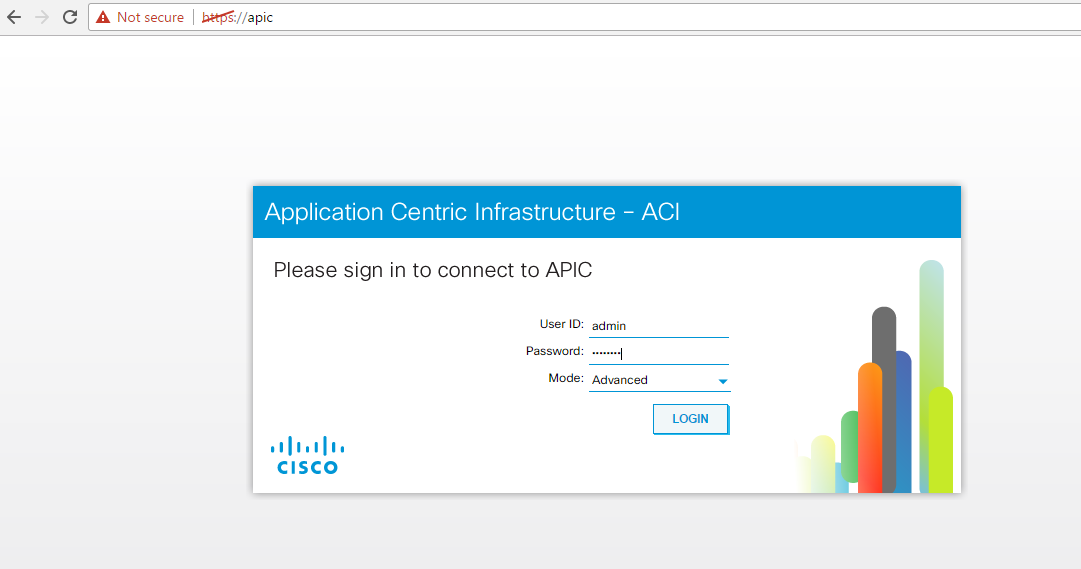 Not secure | https://apic
Application Centric Infrastructure - ACI
Please sign in to connect to APIC
User ID: admin
Password: ········
Mode: Advanced
LOGIN
CISCO